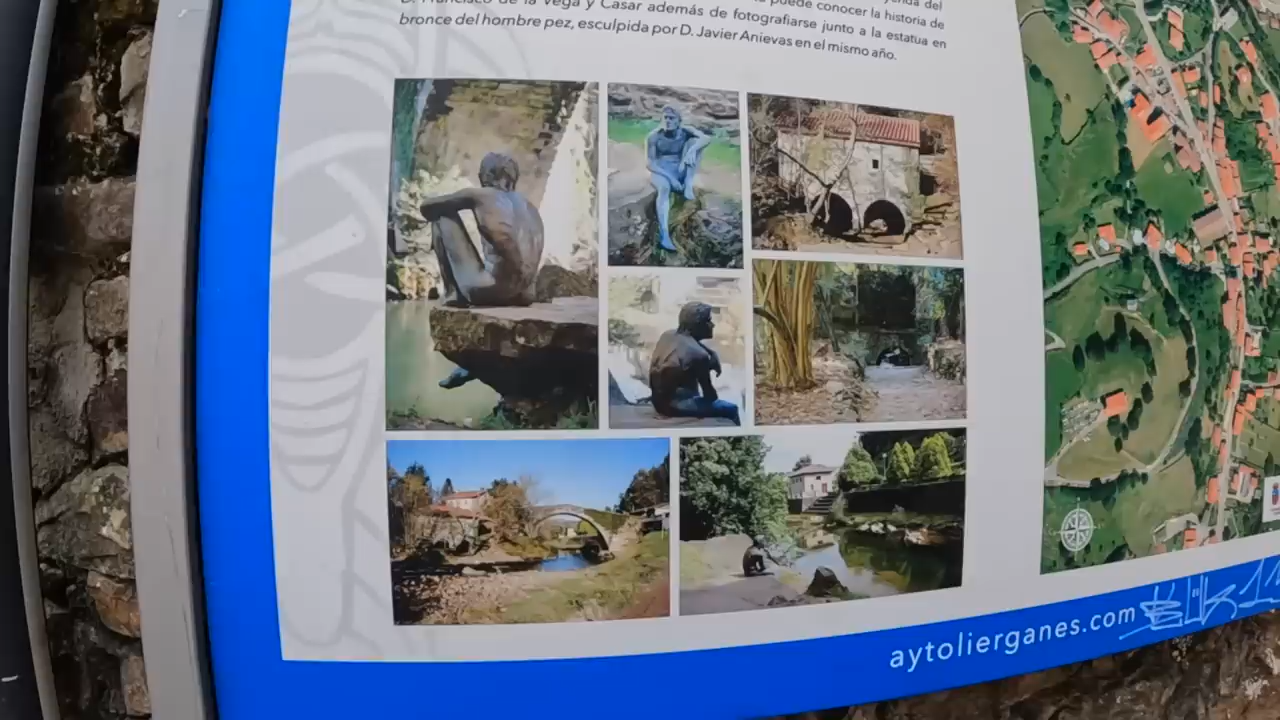 puede conocer la historia de
D. Francisco de la Vega y Casar además de fotografiarse junto a la estatua en
bronce del hombre pez, esculpida por D. Javier Anievas en el mismo año.
aytolierganes.com